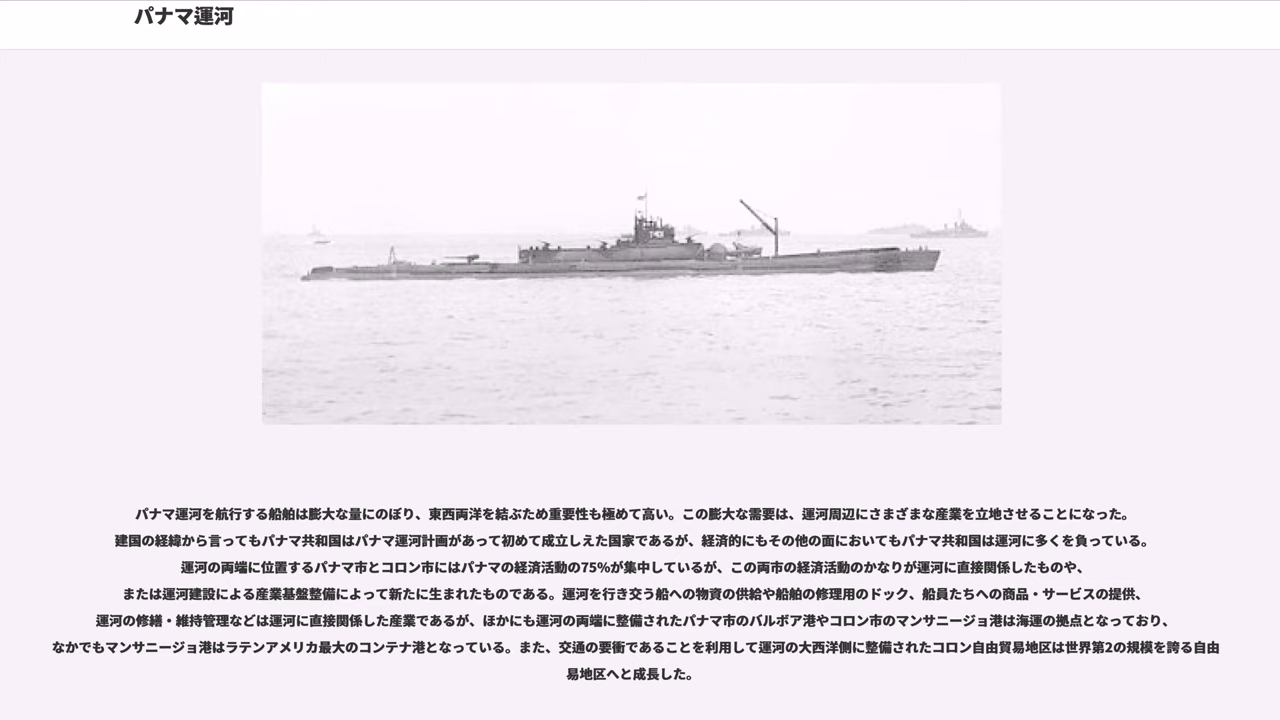 パナマ運河
パナマ運河を航行する船舶は膨大な量にのぼり、東西両洋を結ぶため重要性も極めて高い。この膨大な需要は、運河周辺にさまざまな産業を立地させることになった。
建国の経緯から言ってもパナマ共和国はパナマ運河計画があって初めて成立しえた国家であるが、経済的にもその他の面においてもパナマ共和国は運河に多くを負っている。
運河の両端に位置するパナマ市とコロン市にはパナマの経済活動の75%が集中しているが、この両市の経済活動のかなりが運河に直接関係したものや、
または運河建設による産業基盤整備によって新たに生まれたものである。運河を行き交う船への物資の供給や船舶の修理用のドック、船員たちへの商品・サービスの提供、
運河の修繕・維持管理などは運河に直接関係した産業であるが、ほかにも運河の両端に整備されたパナマ市のバルボア港やコロン市のマンサニージョ港は海運の拠点となっており、
なかでもマンサニージョ港はラテンアメリカ最大のコンテナ港となっている。また、交通の要衝であることを利用して運河の大西洋側に整備されたコロン自由貿易地区は世界第2の規模を誇る自由
易地区へと成長した。